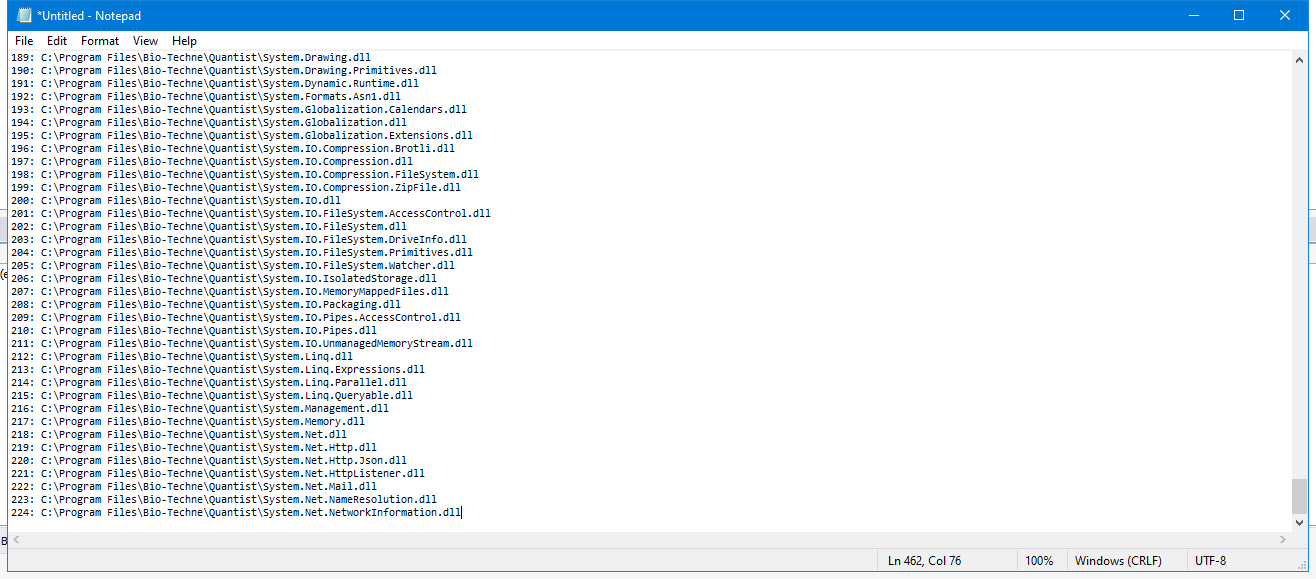 *Untitled - Notepad
File Edit Format View Help
189: C:\Program Files\Bio-Techne\Quantist\System.Drawing.dll
190: C:\Program Files\Bio-Techne\Quantist\System.Drawing.Primitives.dll
191: C:\Program Files\Bio-Techne\Quantist\System.Dynamic.Runtime.dll
192: C:\Program Files\Bio-Techne\Quantist\System.Formats.Asn1.dll
193: C:\Program Files\Bio-Techne\Quantist\System.Globalization.Calendars.dll
194: C:\Program Files\Bio-Techne\Quantist\System.Globalization.dll
195: C:\Program Files\Bio-Techne\Quantist\System.Globalization.Extensions.dll
196: C:\Program Files\Bio-Techne\Quantist\System.IO.Compression.Brotli.dll
197: C:\Program Files\Bio-Techne\Quantist\System.IO.Compression.dll
198: C:\Program Files\Bio-Techne\Quantist\System.IO.Compression.FileSystem.dll
199: C:\Program Files\Bio-Techne\Quantist\System.IO.Compression.ZipFile.dll
200: C:\Program Files\Bio-Techne\Quantist\System.IO.dll
201: C:\Program Files\Bio-Techne\Quantist\System.IO.FileSystem.AccessControl.dll
202: C:\Program Files\Bio-Techne\Quantist\System.IO.FileSystem.dll
203: C:\Program Files\Bio-Techne\Quantist\System.IO.FileSystem.DriveInfo.dll
204: C:\Program Files\Bio-Techne\Quantist\System.IO.FileSystem.Primitives.dll
205: C:\Program Files\Bio-Techne\Quantist\System.IO.FileSystem.Watcher.dll
206: C:\Program Files\Bio-Techne\Quantist\System.IO.IsolatedStorage.dll
207: C:\Program Files\Bio-Techne\Quantist\System.IO.MemoryMappedFiles.dll
208: C:\Program Files\Bio-Techne\Quantist\System.IO.Packaging.dll
209: C:\Program Files\Bio-Techne\Quantist\System.IO.Pipes.AccessControl.dll
210: C:\Program Files\Bio-Techne\Quantist\System.IO.Pipes.dll
211: C:\Program Files\Bio-Techne\Quantist\System.IO.UnmanagedMemoryStream.dll
212: C:\Program Files\Bio-Techne\Quantist\System.Linq.dll
213: C:\Program Files\Bio-Techne\Quantist\System.Linq.Expressions.dll
214: C:\Program Files\Bio-Techne\Quantist\System.Linq.Parallel.dll
215: C:\Program Files\Bio-Techne\Quantist\System.Linq.Queryable.dll
216: C:\Program Files\Bio-Techne\Quantist\System.Management.dll
217: C:\Program Files\Bio-Techne\Quantist\System.Memory.dll
218: C:\Program Files\Bio-Techne\Quantist\System.Net.dll
219: C:\Program Files\Bio-Techne\Quantist\System.Net.Http.dll
220: C:\Program Files\Bio-Techne\Quantist\System.Net.Http.Json.dll
221: C:\Program Files\Bio-Techne\Quantist\System.Net.HttpListener.dll
222: C:\Program Files\Bio-Techne\Quantist\System.Net.Mail.dll
223: C:\Program Files\Bio-Techne\Quantist\System.Net.NameResolution.dll
224: C:\Program Files\Bio-Techne\Quantist\System.Net.NetworkInformation.dll
Ln 462, Col 76 100% Windows (CRLF) UTF-8